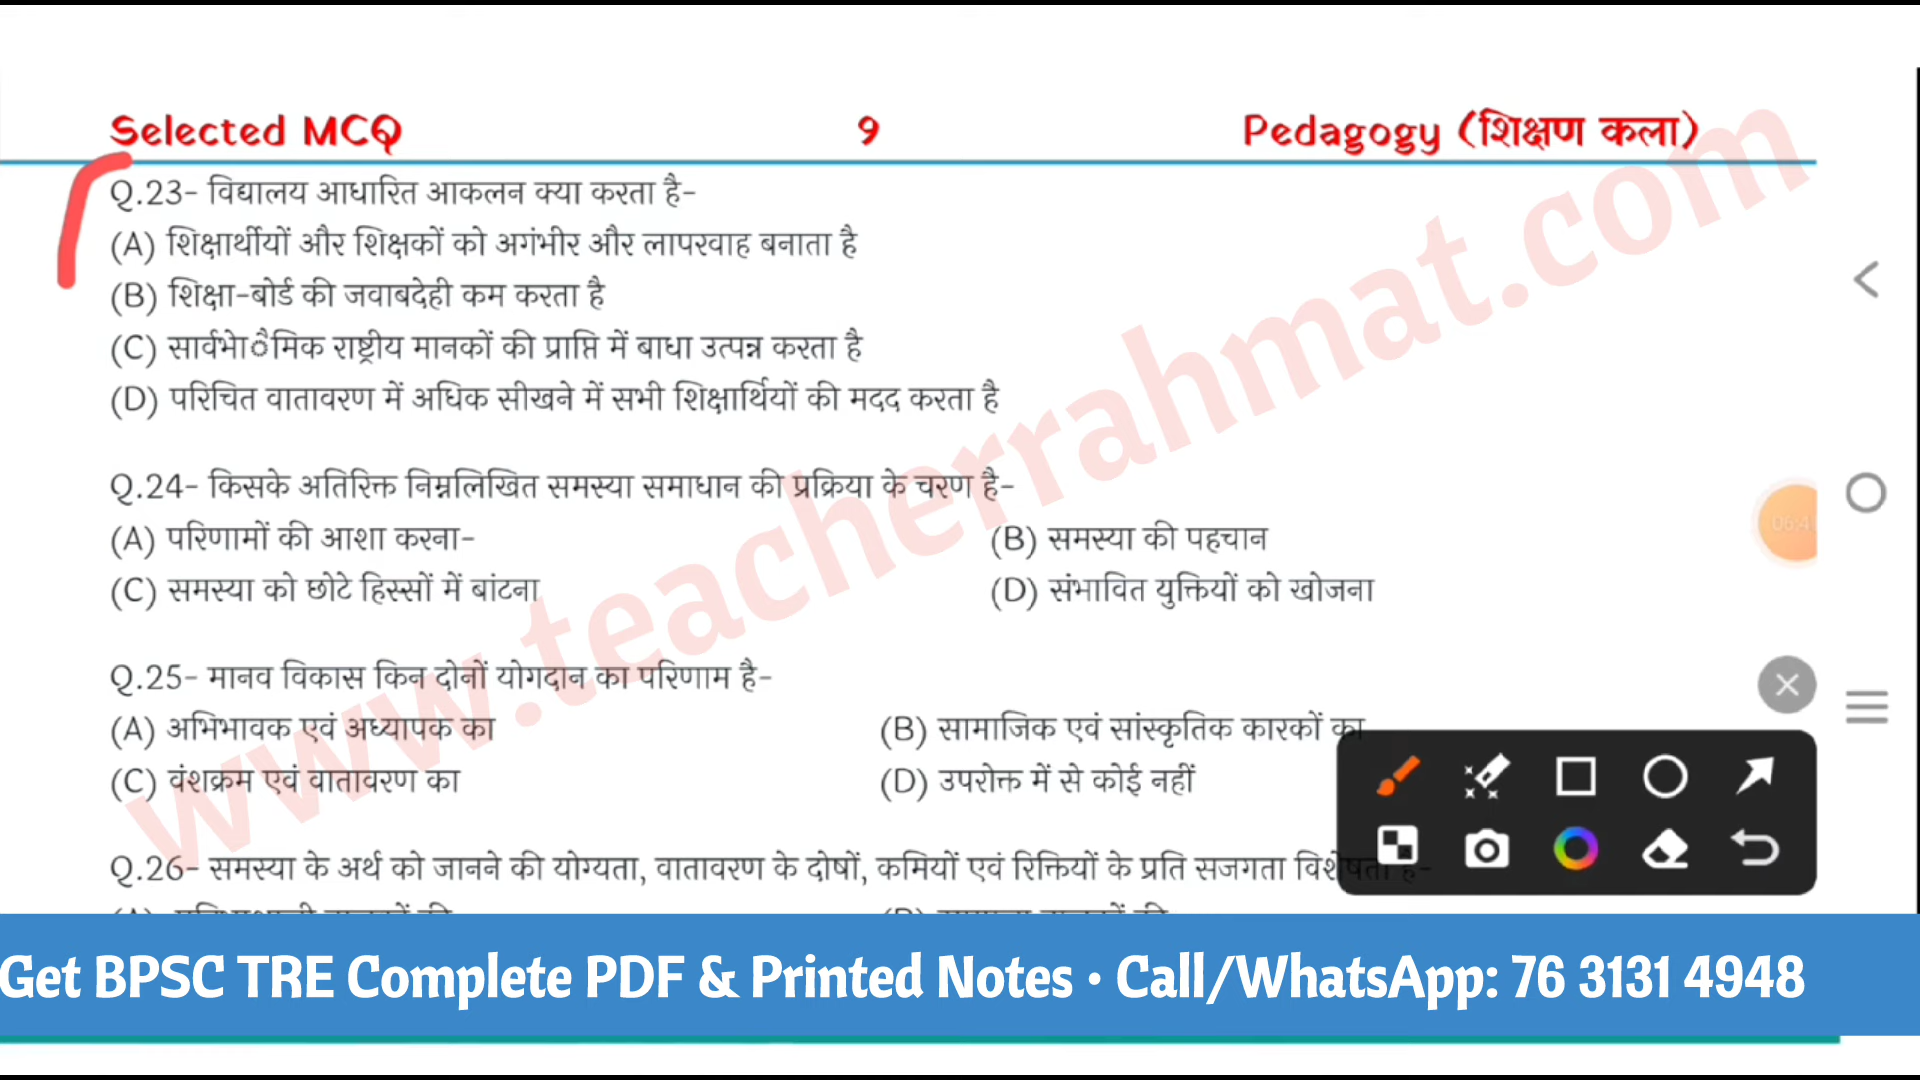 Selected MCQ 9 Pedagogy (शिक्षण कला)
Q.23- विद्यालय आधारित आकलन क्या करता है-
(A) शिक्षार्थीयों और शिक्षकों को अगंभीर और लापरवाह बनाता है
(B) शिक्षा-बोर्ड की जवाबदेही कम करता है
(C) सार्वभेाैमिक राष्ट्रीय मानकों की प्राप्ति में बाधा उत्पन्न करता है
(D) परिचित वातावरण में अधिक सीखने में सभी शिक्षार्थियों की मदद करता है
Q.24- किसके अतिरिक्त निम्नलिखित समस्या समाधान की प्रक्रिया के चरण है-
(A) परिणामों की आशा करना- (B) समस्या की पहचान
(C) समस्या को छोटे हिस्सों में बांटना (D) संभावित युक्तियों को खोजना
Q.25- मानव विकास किन दोनों योगदान का परिणाम है-
(A) अभिभावक एवं अध्यापक का (B) सामाजिक एवं सांस्कृतिक कारकों का
(C) वंशक्रम एवं वातावरण का (D) उपरोक्त में से कोई नहीं
Q.26- समस्या के अर्थ को जानने की योग्यता, वातावरण के दोषों, कमियों एवं रिक्तियों के प्रति सजगता विशेषता है-
www.teacherrahmat.com
Get BPSC TRE Complete PDF & Printed Notes • Call/WhatsApp: 76 3131 4948